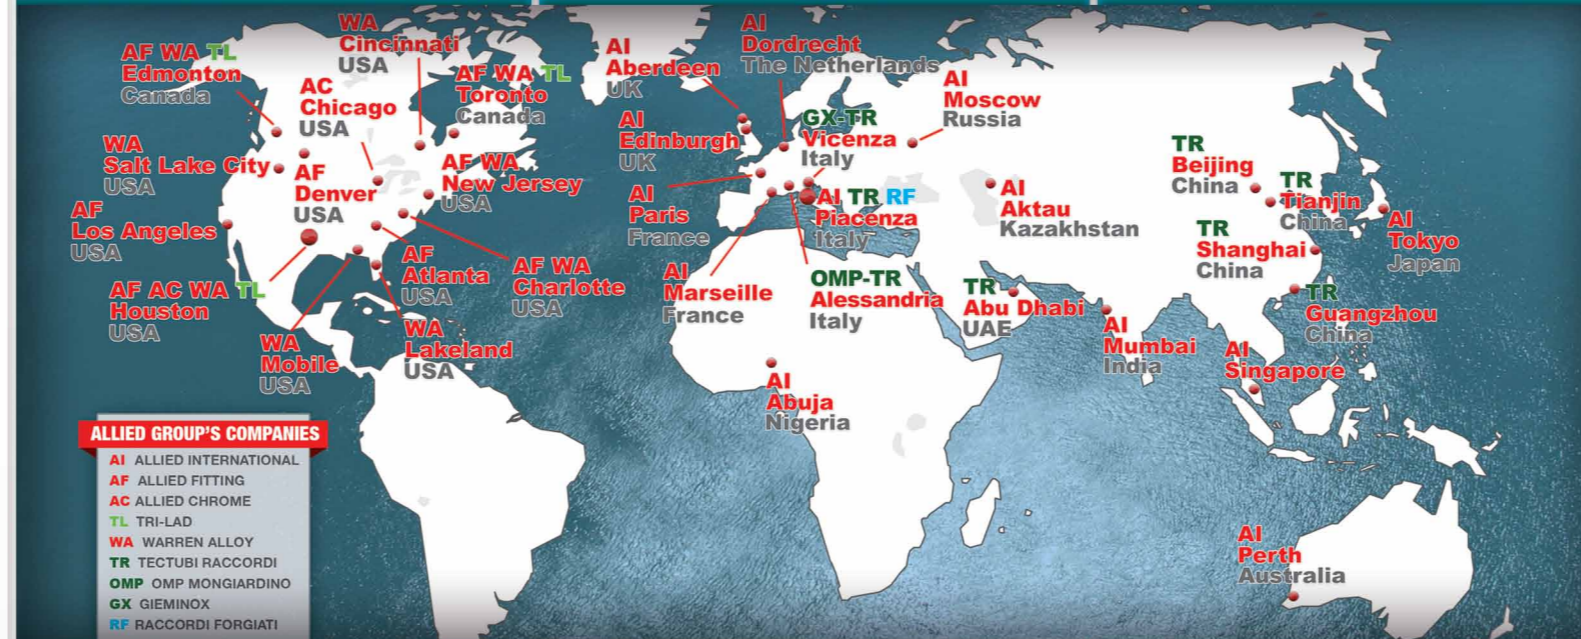 AF WA TL
Edmonton
Canada
WA
Cincinnati
USA
AC
Chicago
USA
AF WA TL
Toronto
Canada
WA
Salt Lake City
USA
AF
Denver
USA
AF WA
New Jersey
USA
AF
Los Angeles
USA
AF AC WA TL
Houston
USA
AF
Atlanta
USA
AF WA
Charlotte
USA
WA
Mobile
USA
WA
Lakeland
USA
AI
Aberdeen
UK
AI
Dordrecht
The Netherlands
AI
Edinburgh
UK
GX-TR
Vicenza
Italy
AI
Moscow
Russia
AI
Paris
France
AI TR RF
Piacenza
Italy
AI
Marseille
France
OMP-TR
Alessandria
Italy
AI
Aktau
Kazakhstan
TR
Abu Dhabi
UAE
AI
Abuja
Nigeria
TR
Beijing
China
TR
Tianjin
China
TR
Shanghai
China
AI
Tokyo
Japan
TR
Guangzhou
China
AI
Mumbai
India
AI
Singapore
AI
Perth
Australia
ALLIED GROUP'S COMPANIES
AI ALLIED INTERNATIONAL
AF ALLIED FITTING
AC ALLIED CHROME
TL TRI-LAD
WA WARREN ALLOY
TR TECTUBI RACCORDI
OMP OMP MONGIARDINO
GX GIEMINOX
RF RACCORDI FORGIATI